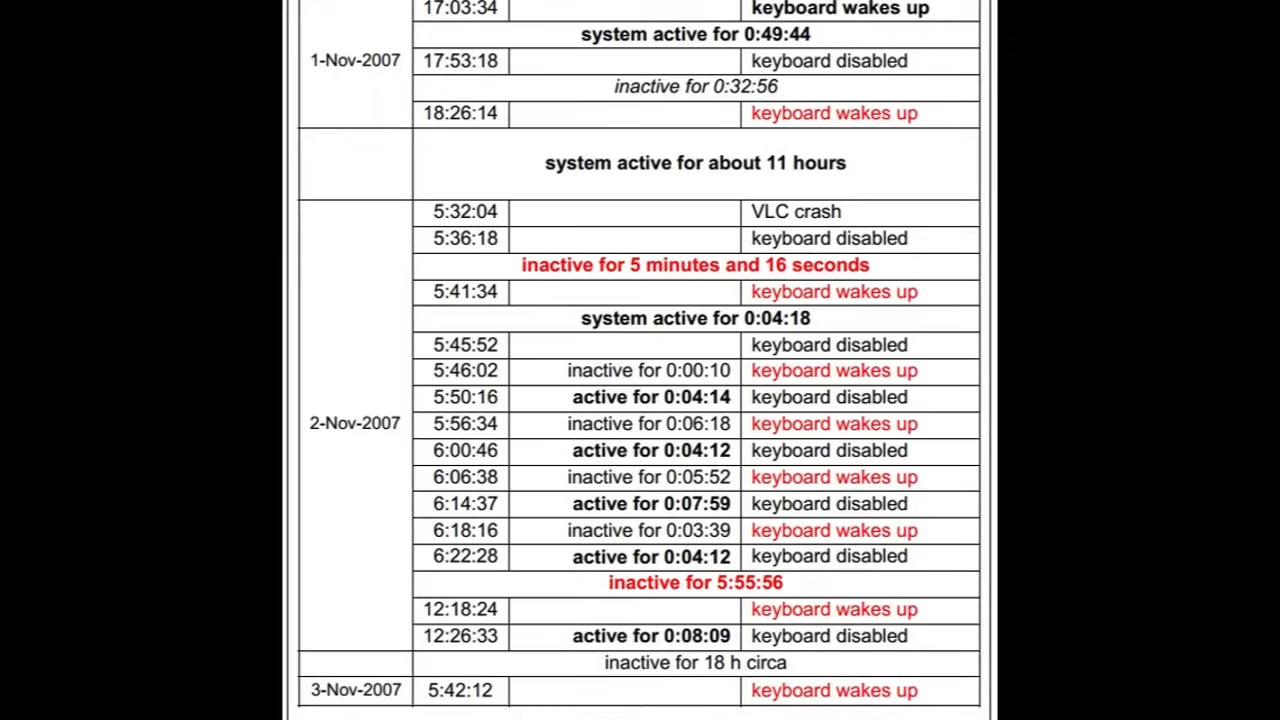 17:03:34 keyboard wakes up
system active for 0:49:44
1-Nov-2007 17:53:18 keyboard disabled
inactive for 0:32:56
18:26:14 keyboard wakes up
system active for about 11 hours
5:32:04 VLC crash
5:36:18 keyboard disabled
inactive for 5 minutes and 16 seconds
5:41:34 keyboard wakes up
system active for 0:04:18
5:45:52 keyboard disabled
5:46:02 inactive for 0:00:10 keyboard wakes up
5:50:16 active for 0:04:14 keyboard disabled
2-Nov-2007 5:56:34 inactive for 0:06:18 keyboard wakes up
6:00:46 active for 0:04:12 keyboard disabled
6:06:38 inactive for 0:05:52 keyboard wakes up
6:14:37 active for 0:07:59 keyboard disabled
6:18:16 inactive for 0:03:39 keyboard wakes up
6:22:28 active for 0:04:12 keyboard disabled
inactive for 5:55:56
12:18:24 keyboard wakes up
12:26:33 active for 0:08:09 keyboard disabled
inactive for 18 h circa
3-Nov-2007 5:42:12 keyboard wakes up